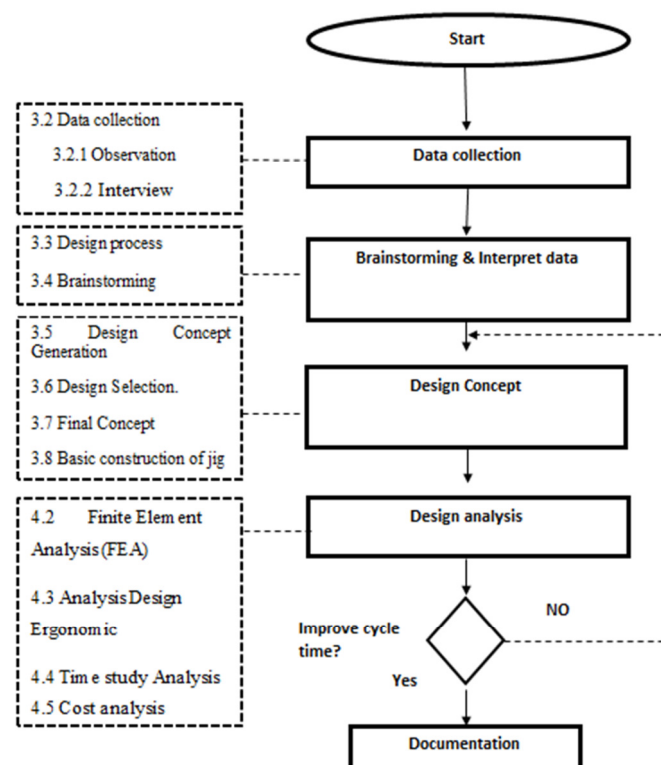 Start
3.2 Data collection
3.2.1 Observation
3.2.2 Interview
Data collection
3.3 Design process
3.4 Brainstorming
Brainstorming & Interpret data
3.5 Design Concept
Generation
3.6 Design Selection.
3.7 Final Concept
3.8 Basic construction of jig
Design Concept
4.2 Finite Element
Analysis (FEA)
4.3 Analysis Design
Ergonomic
4.4 Time study Analysis
4.5 Cost analysis
Design analysis
Improve cycle
time?
NO
Yes
Documentation